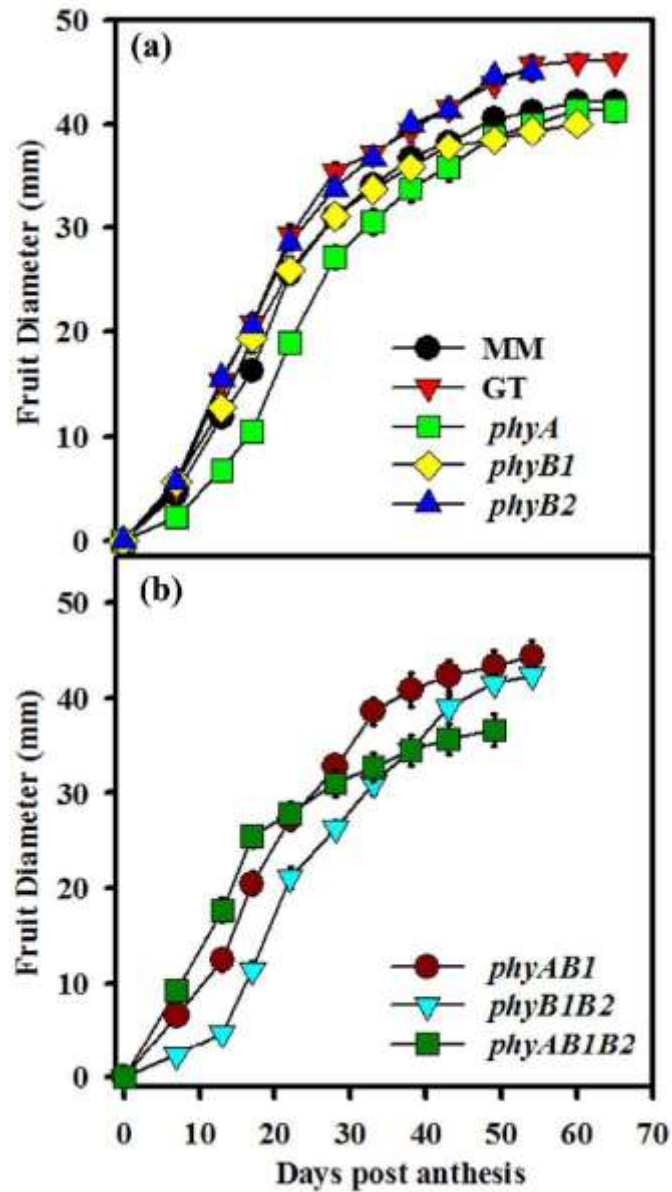 50
(a)
40
30
20
10
0
Fruit Diameter (mm)
MM
GT
phyA
phyB1
phyB2
(b)
50
40
30
20
10
0
Fruit Diameter (mm)
phyAB1
phyB1B2
phyAB1B2
0 10 20 30 40 50 60 70
Days post anthesis